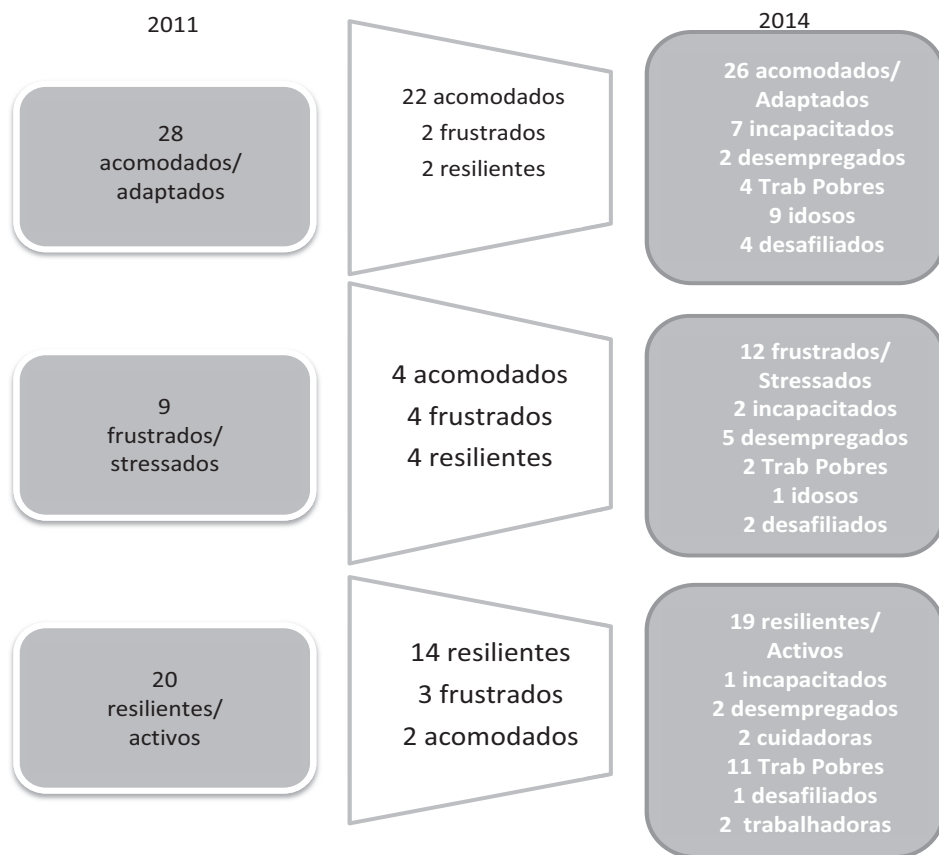 2011
2014
28
acomodados/
adaptados
22 acomodados
2 frustrados
2 resilientes
26 acomodados/
Adaptados
7 incapacitados
2 desempregados
4 Trab Pobres
9 idosos
4 desafiliados
9
frustrados/
stressados
4 acomodados
4 frustrados
4 resilientes
12 frustrados/
Stressados
2 incapacitados
5 desempregados
2 Trab Pobres
1 idosos
2 desafiliados
20
resilientes/
activos
14 resilientes
3 frustrados
2 acomodados
19 resilientes/
Activos
1 incapacitados
2 desempregados
2 cuidadoras
11 Trab Pobres
1 desafiliados
2 trabalhadoras